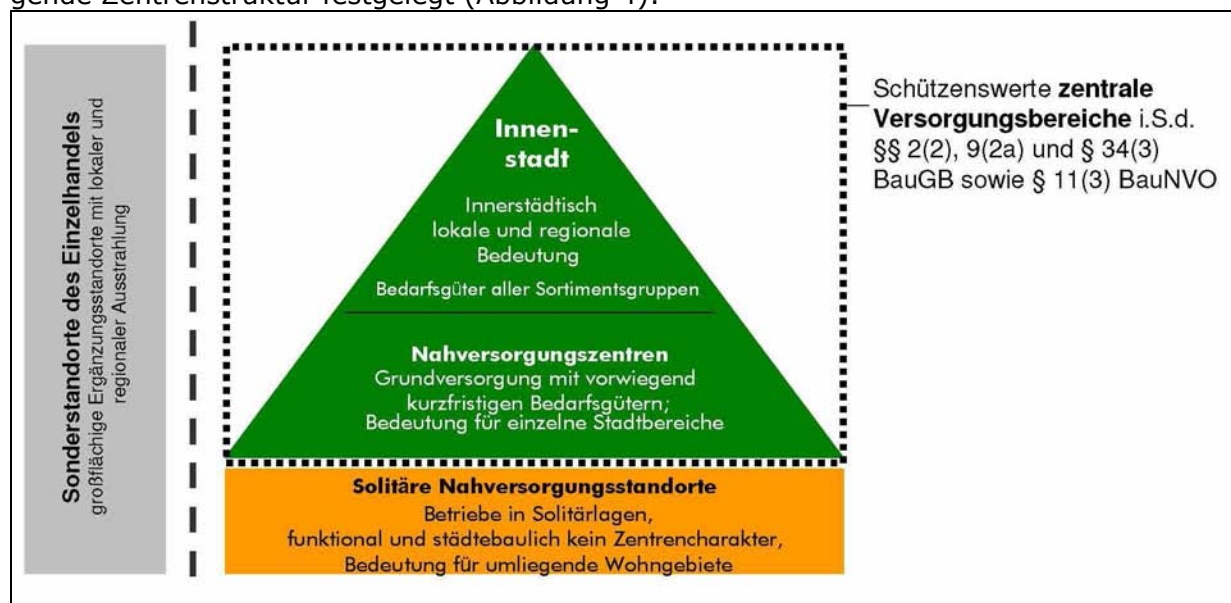 gende Zentrenstruktur festgelegt (Abbildung 4):
Sonderstandorte des Einzelhandels
großflächige Ergänzungsstandorte mit lokaler und
regionaler Ausstrahlung
Innen-
stadt
Innerstädtisch
lokale und regionale
Bedeutung
Bedarfsgüter aller Sortimentsgruppen
Nahversorgungszentren
Grundversorgung mit vorwiegend
kurzfristigen Bedarfsgütern;
Bedeutung für einzelne Stadtbereiche
Solitäre Nahversorgungsstandorte
Betriebe in Solitärlagen,
funktional und städtebaulich kein Zentrencharakter,
Bedeutung für umliegende Wohngebiete
Schützenswerte zentrale
Versorgungsbereiche i.S.d.
§§ 2(2), 9(2a) und § 34(3)
BauGB sowie § 11(3) BauNVO